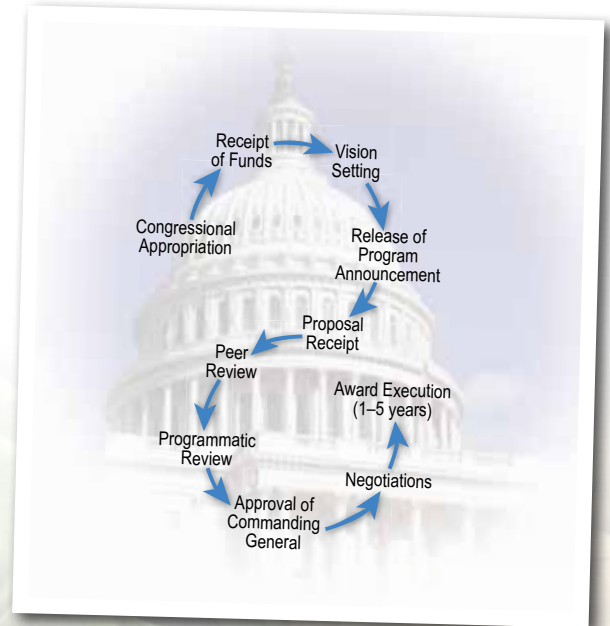 Receipt
of Funds
Vision
Setting
Congressional
Appropriation
Release of
Program
Announcement
Proposal
Receipt
Peer
Review
Award Execution
(1–5 years)
Programmatic
Review
Negotiations
Approval of
Commanding
General